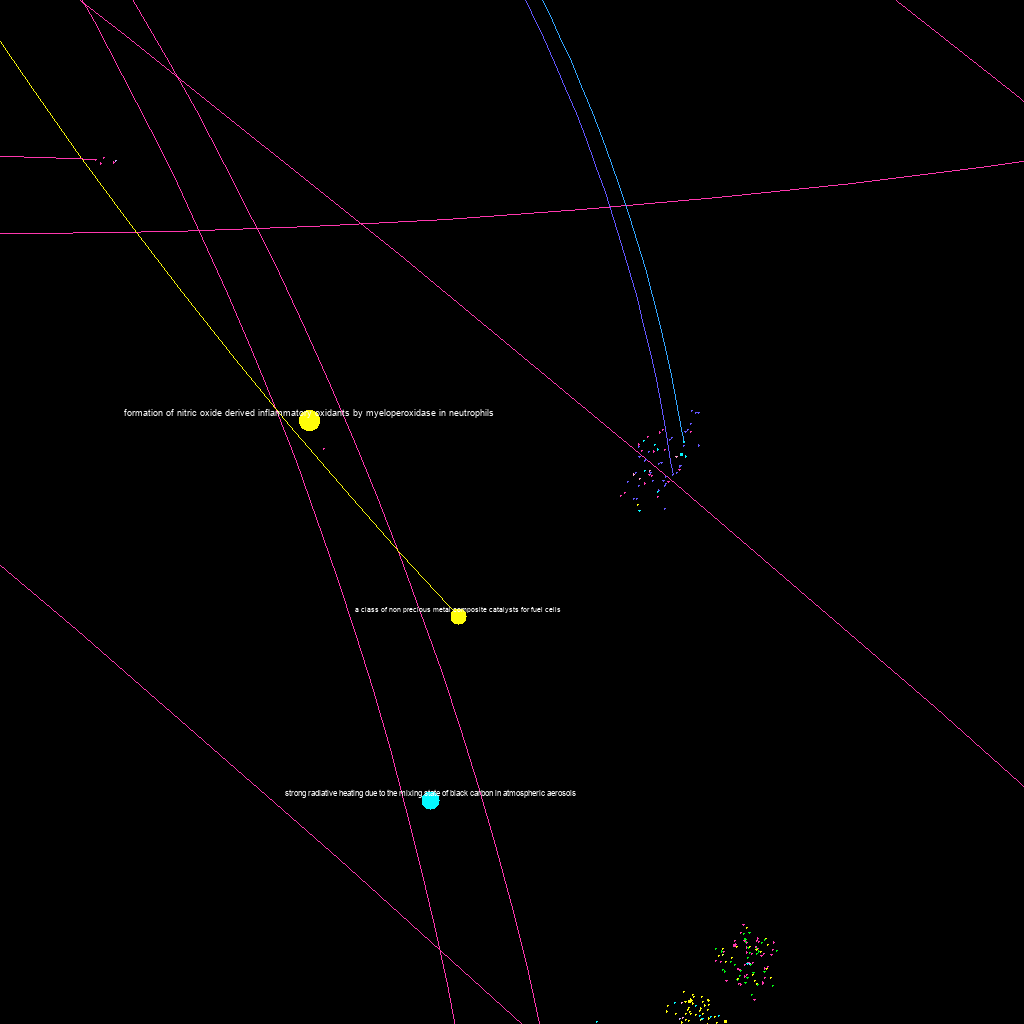 formation of nitric oxide derived inflammatory oxidants by myeloperoxidase in neutrophils
a class of non precious metal composite catalysts for fuel cells
strong radiative heating due to the mixing state of black carbon in atmospheric aerosols